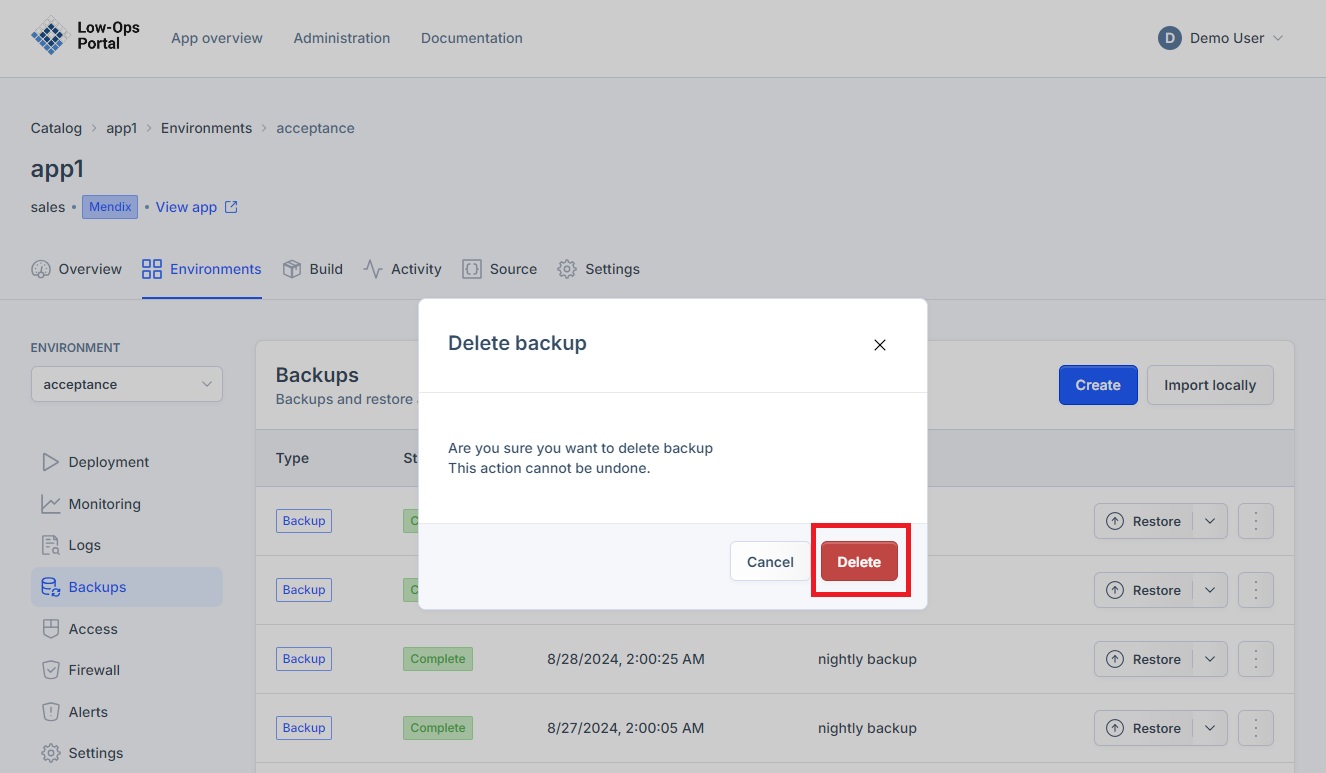 Low-Ops
Portal
App overview
Administration
Documentation
D
Demo User
Catalog
app1
Environments
acceptance
app1
sales • Mendix • View app
Overview
Environments
Build
Activity
Source
Settings
ENVIRONMENT
acceptance
Deployment
Monitoring
Logs
Backups
Access
Firewall
Alerts
Settings
Backups
Backups and restore
Create
Import locally
Type
St
Delete backup
Are you sure you want to delete backup
This action cannot be undone.
Cancel
Delete
Backup
C
Restore
Backup
C
Restore
Backup
Complete
8/28/2024, 2:00:25 AM
nightly backup
Restore
Backup
Complete
8/27/2024, 2:00:05 AM
nightly backup
Restore